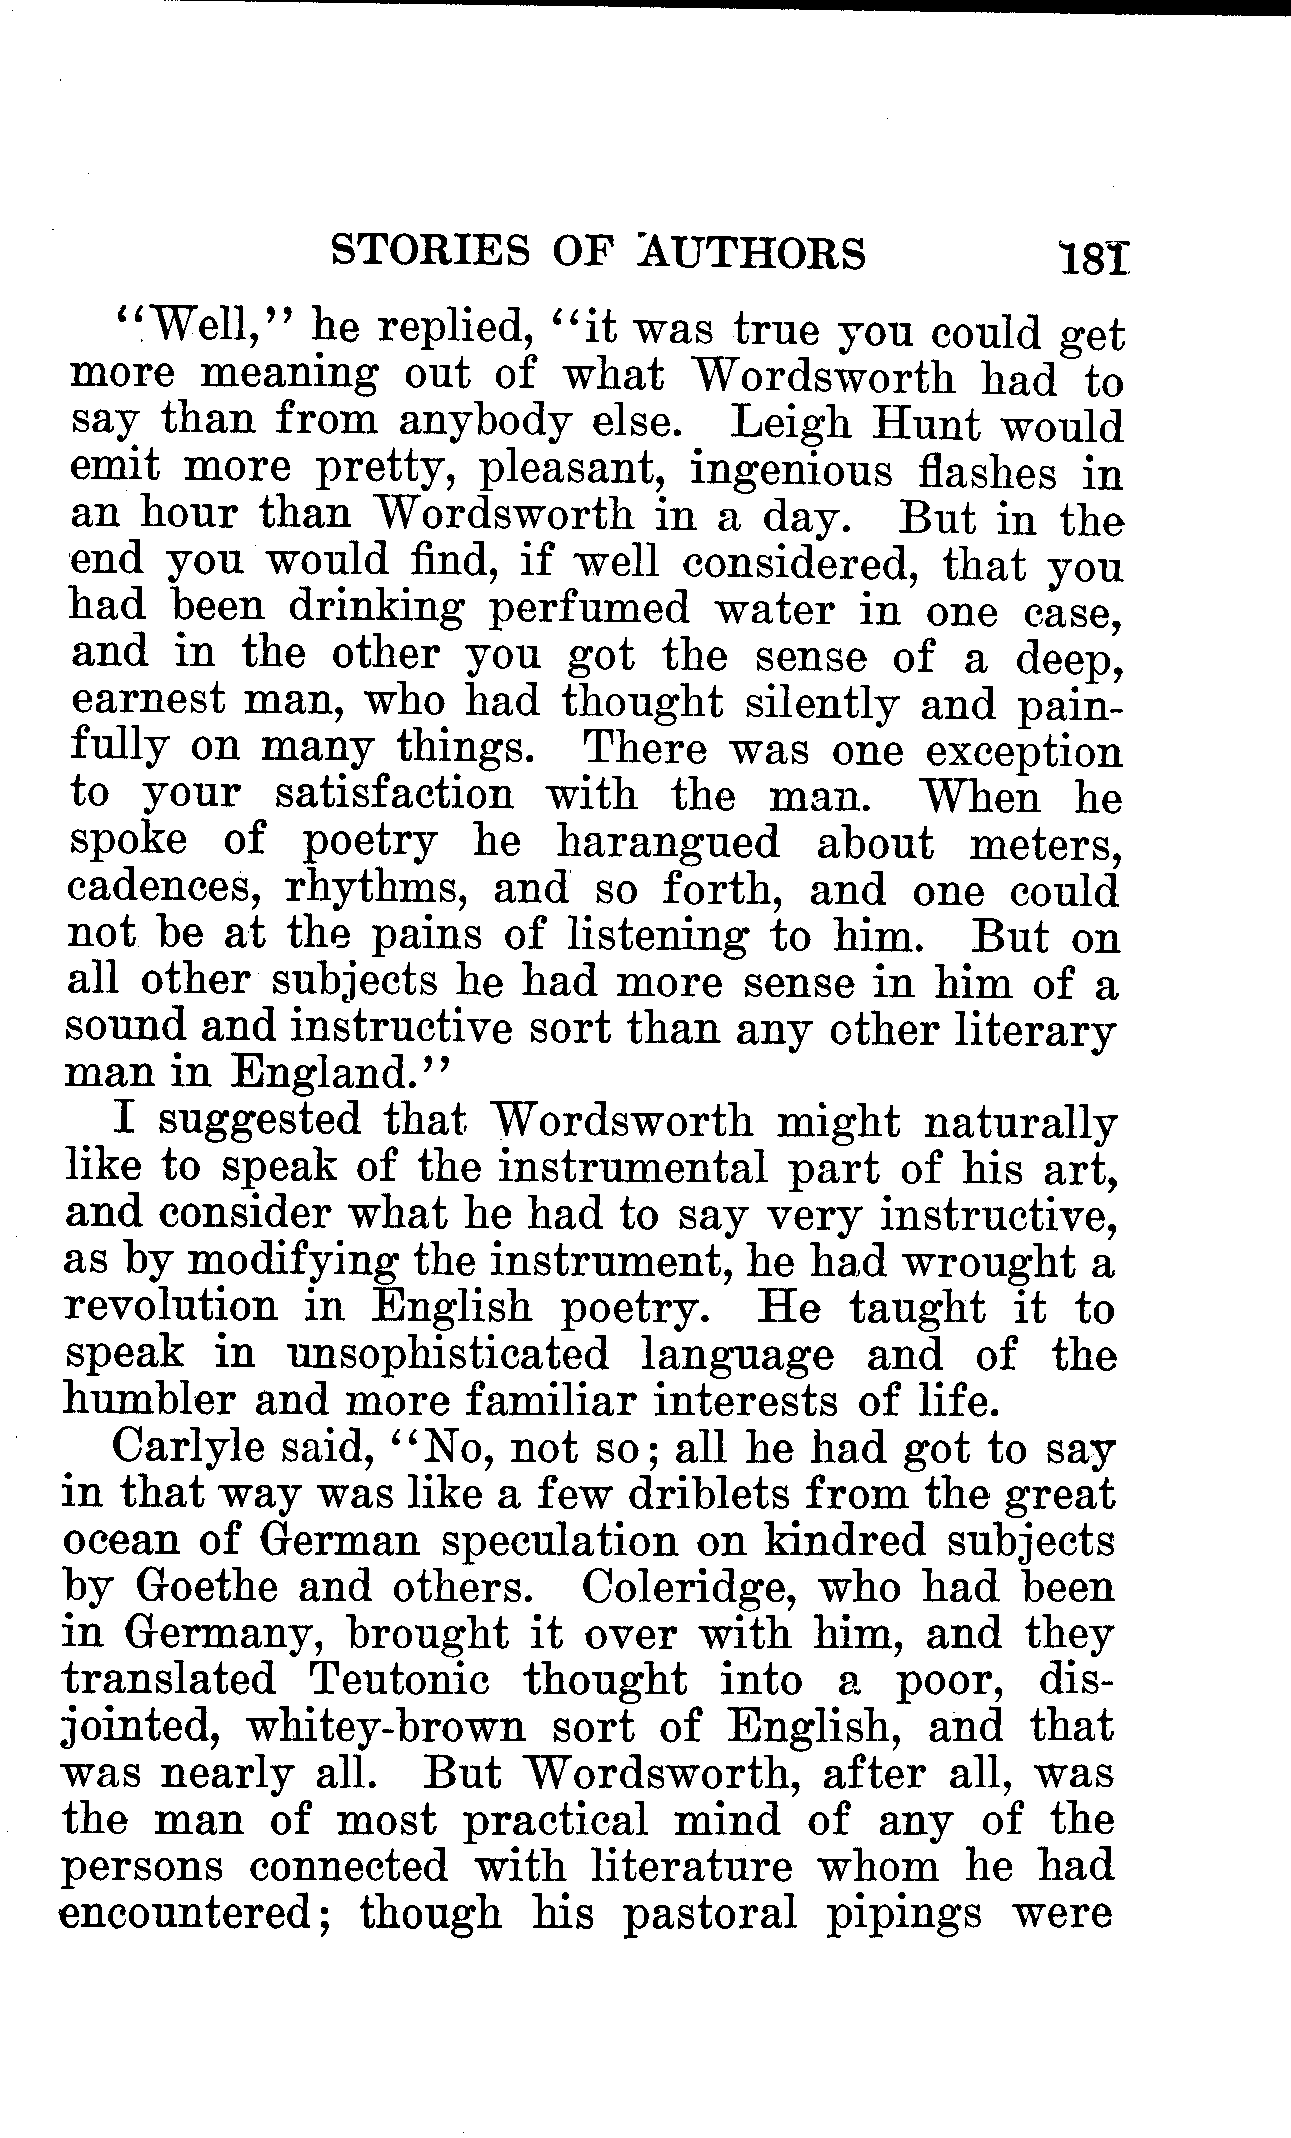 STORIES OF AUTHORS 181
"Well," he replied, "it was true you could get
more meaning out of what Wordsworth had to
say than from anybody else. Leigh Hunt would
emit more pretty, pleasant, ingenious flashes in
an hour than Wordsworth in a day. But in the
end you would find, if well considered, that you
had been drinking perfumed water in one case,
and in the other you got the sense of a deep,
earnest man, who had thought silently and pain-
fully on many things. There was one exception
to your satisfaction with the man. When he
spoke of poetry he harangued about meters,
cadences, rhythms, and so forth, and one could
not be at the pains of listening to him. But on
all other subjects he had more sense in him of a
sound and instructive sort than any other literary
man in England."
I suggested that Wordsworth might naturally
like to speak of the instrumental part of his art,
and consider what he had to say very instructive,
as by modifying the instrument, he had wrought a
revolution in English poetry. He taught it to
speak in unsophisticated language and of the
humbler and more familiar interests of life.
Carlyle said, "No, not so; all he had got to say
in that way was like a few driblets from the great
ocean of German speculation on kindred subjects
by Goethe and others. Coleridge, who had been
in Germany, brought it over with him, and they
translated Teutonic thought into a poor, dis-
jointed, whitey-brown sort of English, and that
was nearly all. But Wordsworth, after all, was
the man of most practical mind of any of the
persons connected with literature whom he had
encountered; though his pastoral pipings were